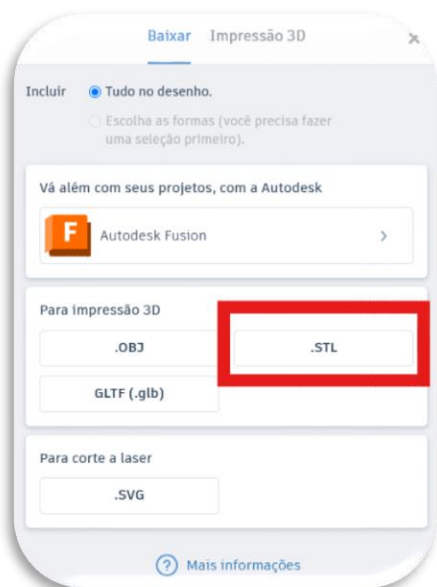 Baixar Impressão 3D ×
Incluir Tudo no desenho.
Escolha as formas (você precisa fazer
uma seleção primeiro).
Vá além com seus projetos, com a Autodesk
F Autodesk Fusion >
Para impressão 3D
.OBJ .STL
GLTF (.glb)
Para corte a laser
.SVG
? Mais informações